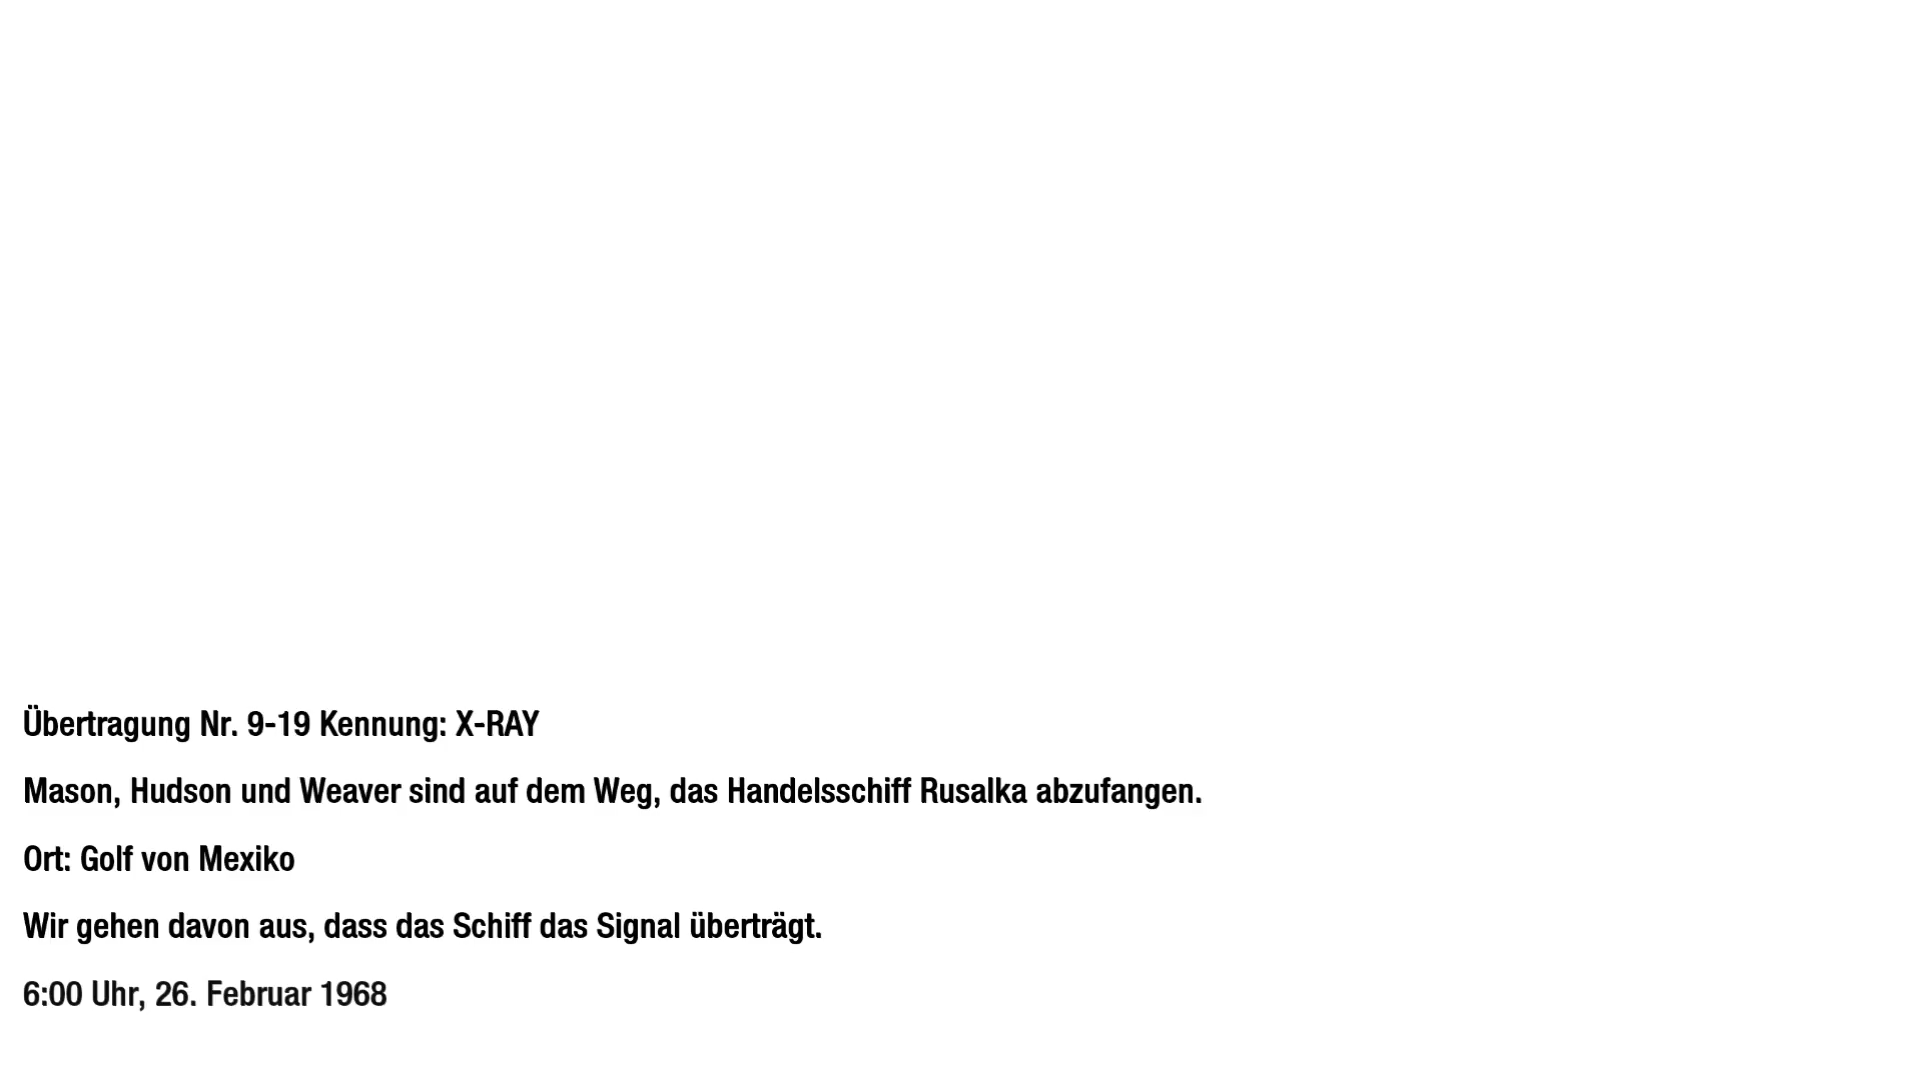 Übertragung Nr. 9-19 Kennung: X-RAY
Mason, Hudson und Weaver sind auf dem Weg, das Handelsschiff Rusalka abzufangen.
Ort: Golf von Mexiko
Wir gehen davon aus, dass das Schiff das Signal überträgt.
6:00 Uhr, 26. Februar 1968